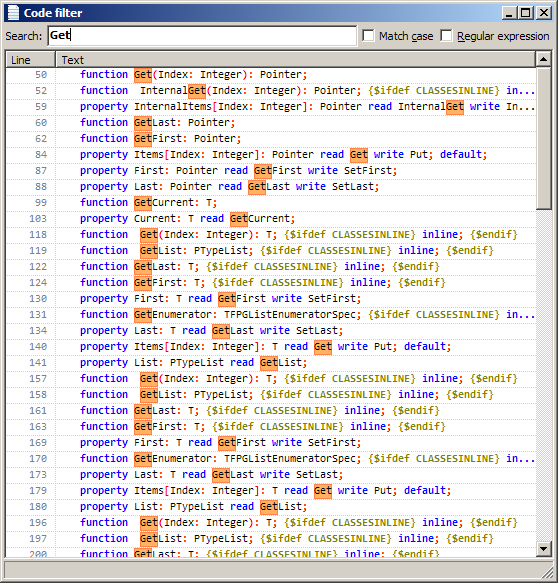 Code filter
Search: Get Match case Regular expression
Line Text
50 function Get(Index: Integer): Pointer;
52 function InternalGet(Index: Integer): Pointer; {$ifdef CLASSESINLINE} in...
59 property InternalItems[Index: Integer]: Pointer read InternalGet write In...
60 function GetLast: Pointer;
62 function GetFirst: Pointer;
84 property Items[Index: Integer]: Pointer read Get write Put; default;
87 property First: Pointer read GetFirst write SetFirst;
88 property Last: Pointer read GetLast write SetLast;
99 function GetCurrent: T;
103 property Current: T read GetCurrent;
118 function Get(Index: Integer): T; {$ifdef CLASSESINLINE} inline; {$endif}
119 function GetList: PTypeList; {$ifdef CLASSESINLINE} inline; {$endif}
122 function GetLast: T; {$ifdef CLASSESINLINE} inline; {$endif}
124 function GetFirst: T; {$ifdef CLASSESINLINE} inline; {$endif}
130 property First: T read GetFirst write SetFirst;
131 function GetEnumerator: TFPGListEnumeratorSpec; {$ifdef CLASSESINLINE} in...
134 property Last: T read GetLast write SetLast;
140 property Items[Index: Integer]: T read Get write Put; default;
141 property List: PTypeList read GetList;
157 function Get(Index: Integer): T; {$ifdef CLASSESINLINE} inline; {$endif}
158 function GetList: PTypeList; {$ifdef CLASSESINLINE} inline; {$endif}
161 function GetLast: T; {$ifdef CLASSESINLINE} inline; {$endif}
163 function GetFirst: T; {$ifdef CLASSESINLINE} inline; {$endif}
169 property First: T read GetFirst write SetFirst;
170 function GetEnumerator: TFPGListEnumeratorSpec; {$ifdef CLASSESINLINE} in...
173 property Last: T read GetLast write SetLast;
179 property Items[Index: Integer]: T read Get write Put; default;
180 property List: PTypeList read GetList;
196 function Get(Index: Integer): T; {$ifdef CLASSESINLINE} inline; {$endif}
197 function GetList: PTypeList; {$ifdef CLASSESINLINE} inline; {$endif}
200 function GetLast: T; {$ifdef CLASSESINLINE} inline; {$endif}